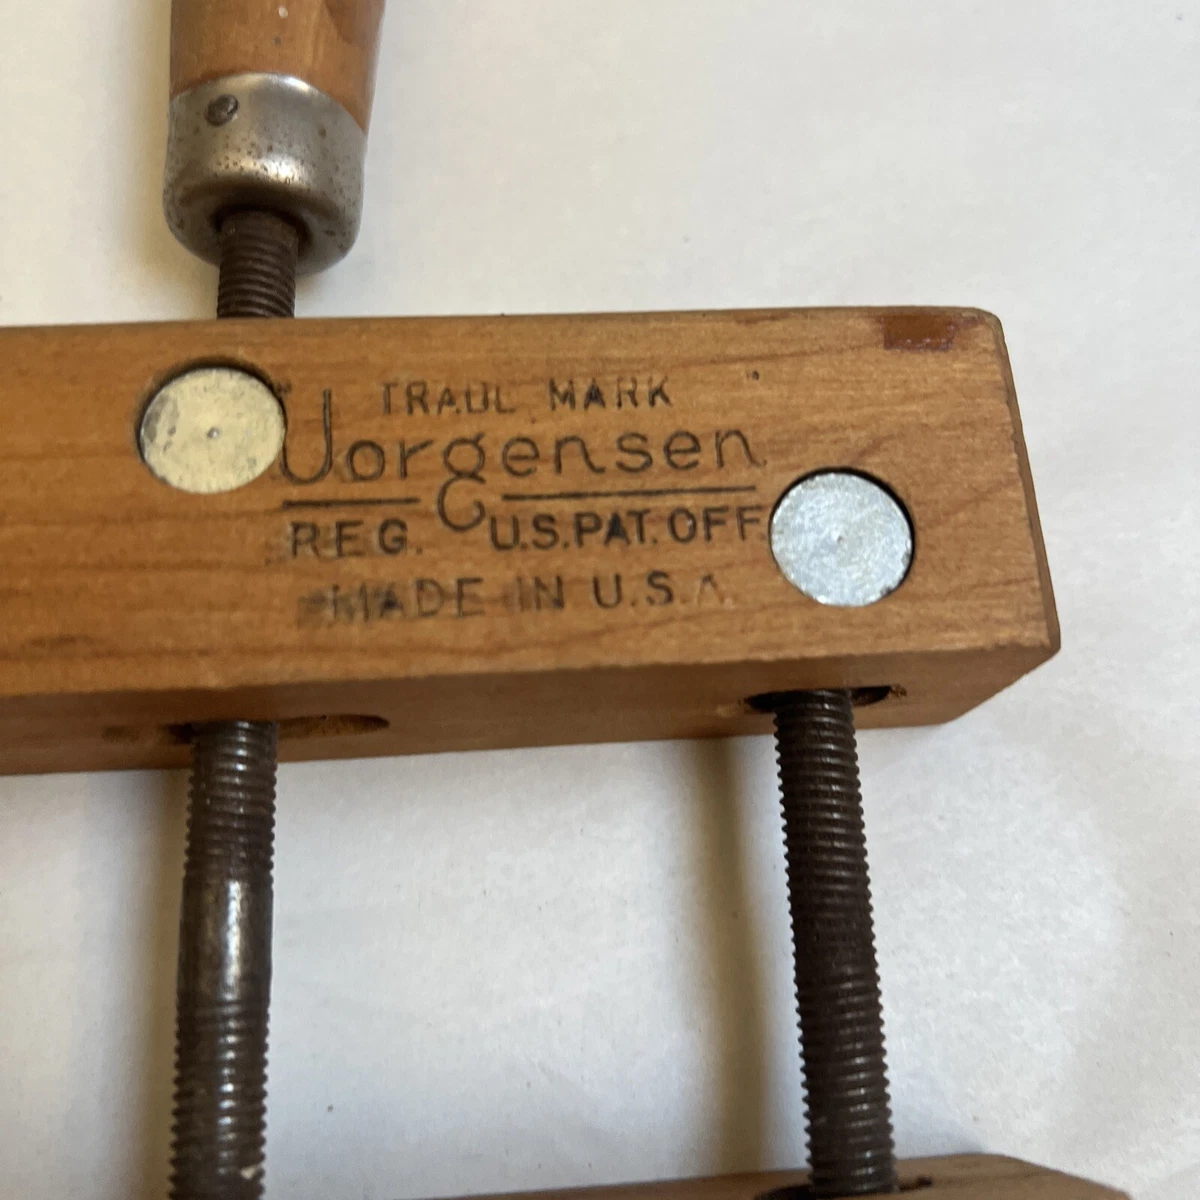 TRADE MARK
"Jorgensen"
REG. U.S.PAT.OFF.
MADE IN U.S.A.